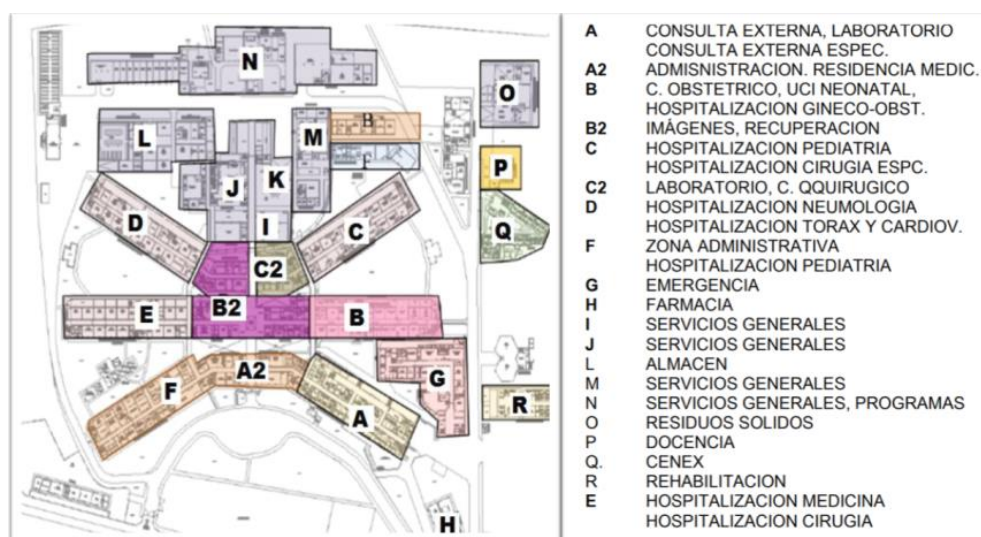 N
O
L
M
B
F
P
J
K
Q
D
I
C
C2
E
B2
B
A2
G
F
A
R
H
A CONSULTA EXTERNA, LABORATORIO
CONSULTA EXTERNA ESPEC.
A2 ADMISNISTRACION. RESIDENCIA MEDIC.
B C. OBSTETRICO, UCI NEONATAL,
HOSPITALIZACION GINECO-OBST.
B2 IMÁGENES, RECUPERACION
C HOSPITALIZACION PEDIATRIA
HOSPITALIZACION CIRUGIA ESPC.
C2 LABORATORIO, C. QQUIRUGICO
D HOSPITALIZACION NEUMOLOGIA
HOSPITALIZACION TORAX Y CARDIOV.
F ZONA ADMINISTRATIVA
HOSPITALIZACION PEDIATRIA
G EMERGENCIA
H FARMACIA
I SERVICIOS GENERALES
J SERVICIOS GENERALES
L ALMACEN
M SERVICIOS GENERALES
N SERVICIOS GENERALES, PROGRAMAS
O RESIDUOS SOLIDOS
P DOCENCIA
Q. CENEX
R REHABILITACION
E HOSPITALIZACION MEDICINA
HOSPITALIZACION CIRUGIA